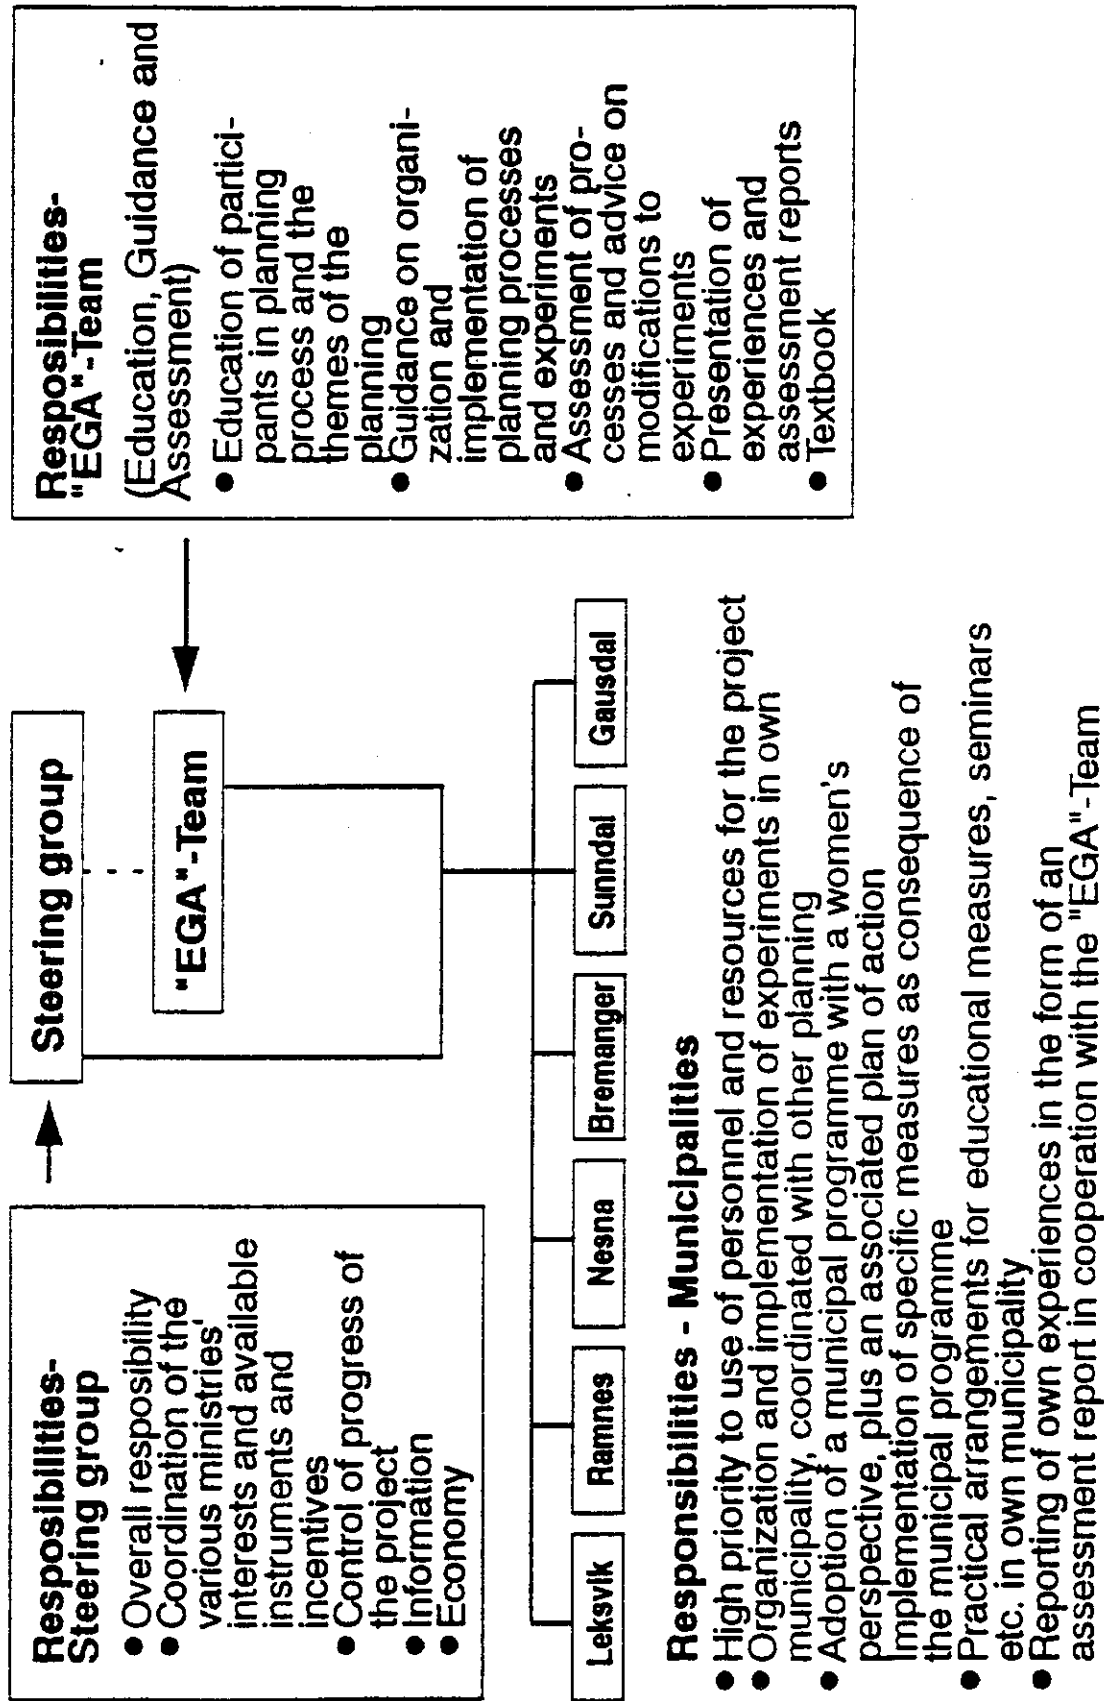 Resposibilities-
Steering group
● Overall resposibility
● Coordination of the
various ministries'
interests and available
instruments and
incentives
● Control of progress of
the project
● Information
● Economy
Steering group
"EGA"-Team
Resposibilities-
"EGA"-Team
(Education, Guidance and
Assessment)
● Education of partici-
pants in planning
process and the
themes of the
planning
● Guidance on organi-
zation and
implementation of
planning processes
and experiments
● Assessment of pro-
cesses and advice on
modifications to
experiments
● Presentation of
experiences and
assessment reports
● Textbook
Leksvik
Ramnes
Nesna
Bremanger
Sunndal
Gausdal
Responsibilities - Municipalities
● High priority to use of personnel and resources for the project
● Organization and implementation of experiments in own
municipality, coordinated with other planning
● Adoption of a municipal programme with a women's
perspective, plus an associated plan of action
Implementation of specific measures as consequence of
the municipal programme
● Practical arrangements for educational measures, seminars
etc. in own municipality
● Reporting of own experiences in the form of an
assessment report in cooperation with the "EGA"-Team